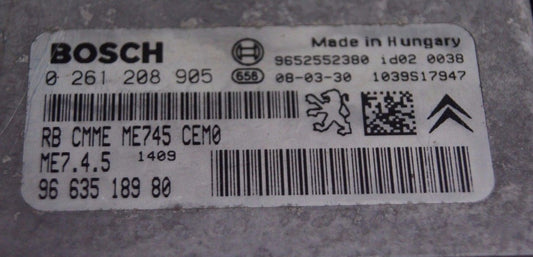 BOSCH
Made in Hungary
9652552380 id02 0038
0 261 208 905
656
08-03-30 1039S17947
RB CMME ME745 CEM0
ME7.4.5 1409
96 635 189 80